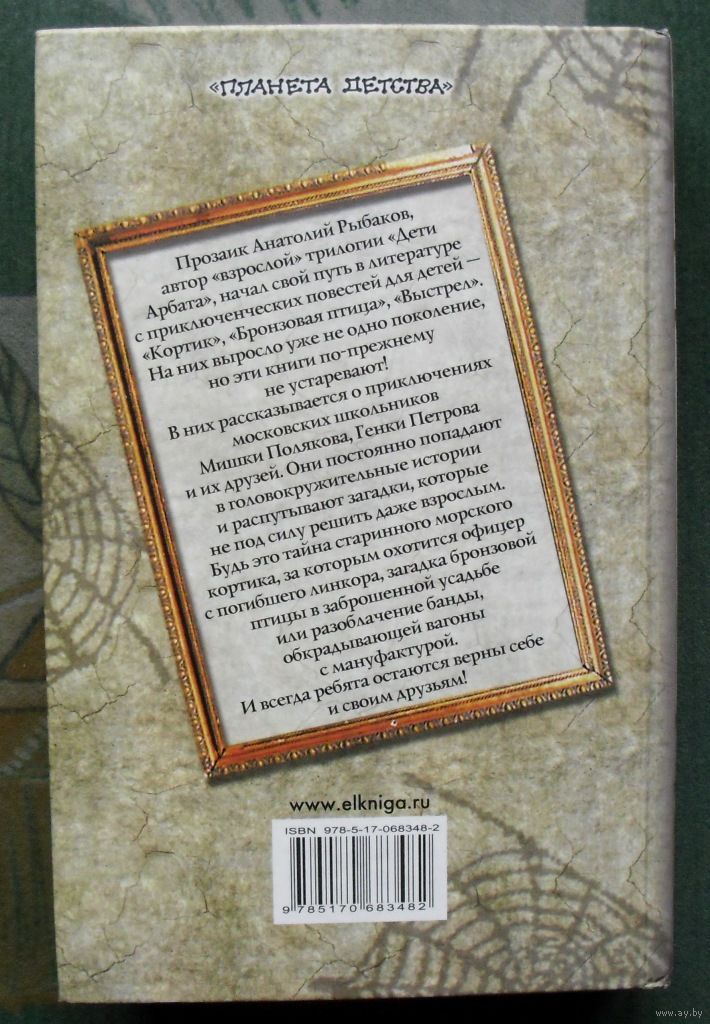 «ПЛАНЕТА ДЕТСТВА»
Прозаик Анатолий Рыбаков,
автор «взрослой» трилогии «Дети
Арбата», начал свой путь в литературе
с приключенческих повестей для детей —
«Кортик», «Бронзовая птица», «Выстрел».
На них выросло уже не одно поколение,
но эти книги по-прежнему
не устаревают!
В них рассказывается о приключениях
московских школьников
Мишки Полякова, Генки Петрова
и их друзей. Они постоянно попадают
в головокружительные истории
и распутывают загадки, которые
не под силу решить даже взрослым.
Будь это тайна старинного морского
кортика, за которым охотится офицер
с погибшего линкора, загадка бронзовой
птицы в заброшенной усадьбе
или разоблачение банды,
обкрадывающей вагоны
с мануфактурой.
И всегда ребята остаются верны себе
и своим друзьям!
www.elkniga.ru
ISBN 978-5-17-068348-2
9 785170 683482
www.ay.by